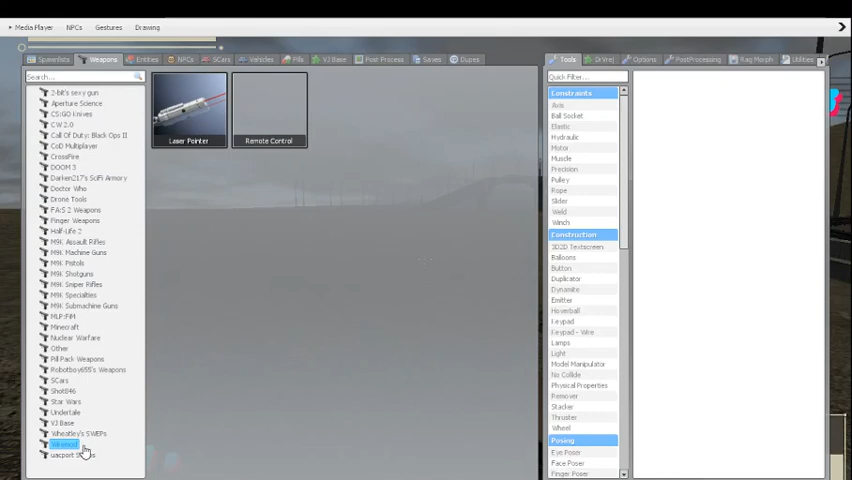 Media Player NPCs Gestures Drawing
Spawnlists Weapons Entities NPCs SCars Vehicles Pills VJ Base Post Process Saves Dupes
Search...
2-bit's sexy gun
Aperture Science
CS:GO Knives
CW 2.0
Call Of Duty: Black Ops II
CoD Multiplayer
CrossFire
DOOM 3
Darken217's SciFi Armory
Doctor Who
Drone Tools
FA:S 2 Weapons
Finger Weapons
Half-Life 2
M9K Assault Rifles
M9K Machine Guns
M9K Pistols
M9K Shotguns
M9K Sniper Rifles
M9K Specialties
M9K Submachine Guns
MLP:FiM
Minecraft
Nuclear Warfare
Other
Pill Pack Weapons
Robotboy655's Weapons
SCars
Shot846
Star Wars
Undertale
VJ Base
Wheatley's SWEPs
Wiremod
Laser Pointer
Remote Control
Tools Options PostProcessing Rag Morph Utilities
Quick Filter...
Constraints
Axis
Ball Socket
Elastic
Hydraulic
Motor
Muscle
Precision
Pulley
Rope
Slider
Weld
Winch
Construction
3D2D Textscreen
Balloons
Button
Duplicator
Dynamite
Emitter
Hoverball
Keypad
Keypad - Wire
Lamps
Light
Model Manipulator
No Collide
Physical Properties
Remover
Stacker
Thruster
Wheel
Posing
Eye Poser
Face Poser
Finger Poser